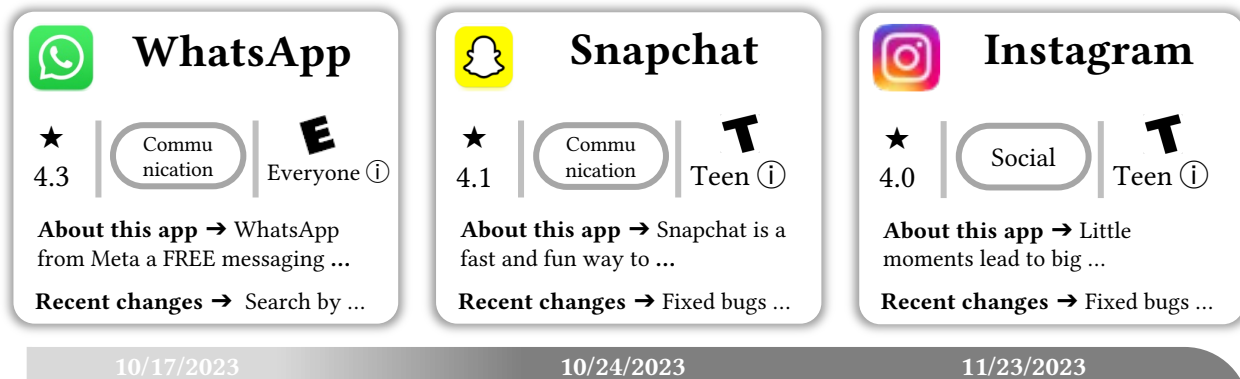 WhatsApp
★
4.3
Commu
nication
E
Everyone ⓘ
About this app ➔ WhatsApp
from Meta a FREE messaging ...
Recent changes ➔ Search by ...
Snapchat
★
4.1
Commu
nication
T
Teen ⓘ
About this app ➔ Snapchat is a
fast and fun way to ...
Recent changes ➔ Fixed bugs ...
Instagram
★
4.0
Social
T
Teen ⓘ
About this app ➔ Little
moments lead to big ...
Recent changes ➔ Fixed bugs ...
10/17/2023
10/24/2023
11/23/2023